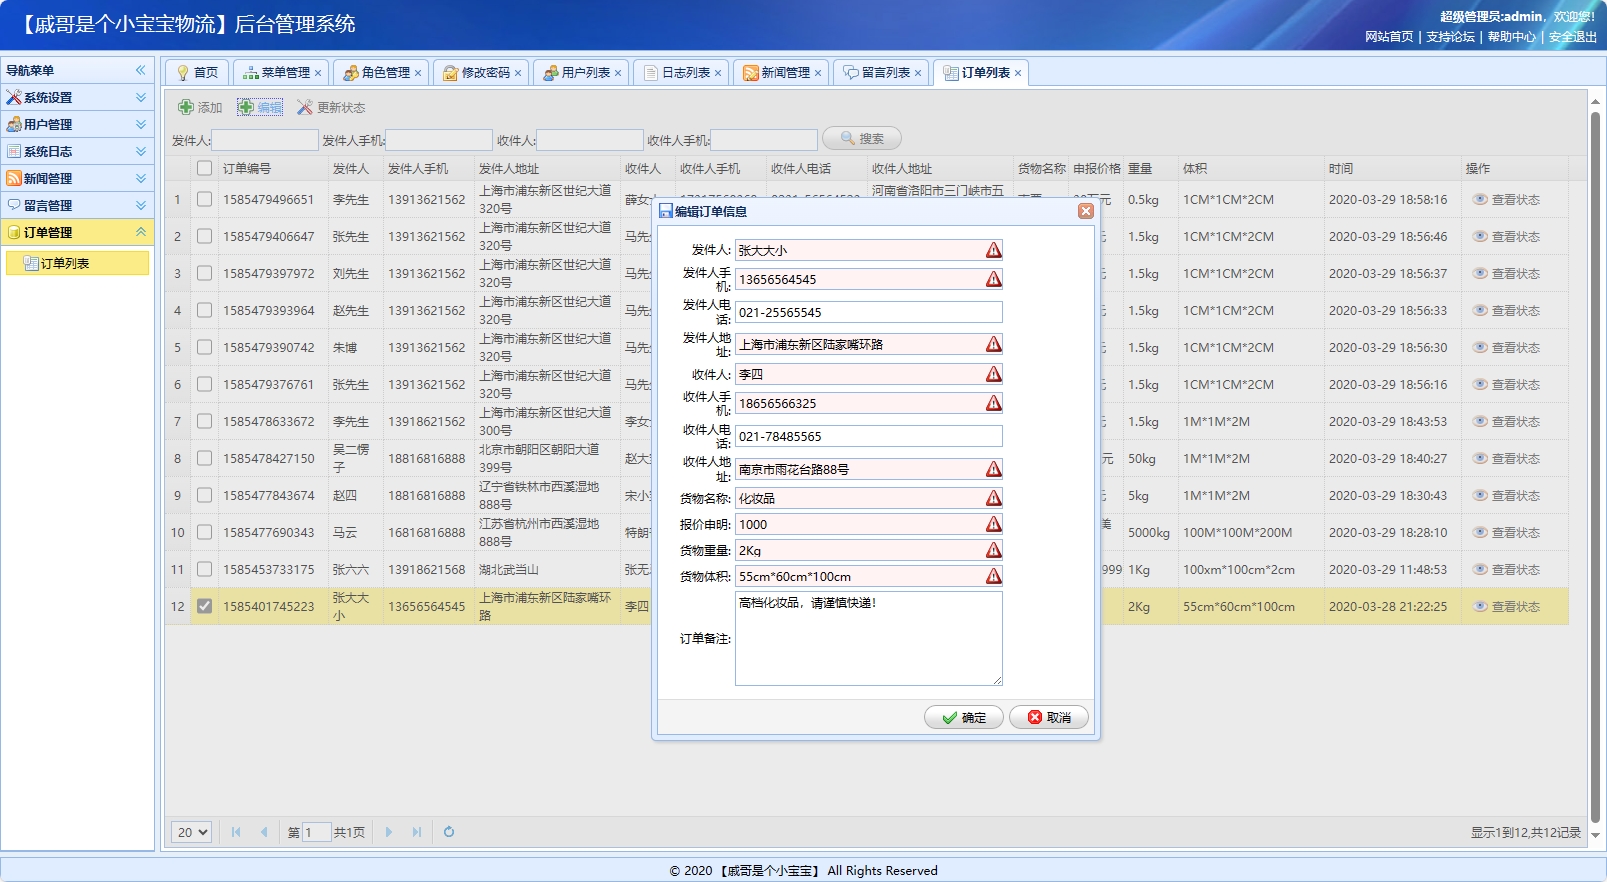 【戚哥是个小宝宝物流】后台管理系统
超级管理员:admin，欢迎您!
网站首页 | 支持论坛 | 帮助中心 | 安全退出
导航菜单
系统设置
用户管理
系统日志
新闻管理
留言管理
订单管理
订单列表
首页 菜单管理 × 角色管理 × 修改密码 × 用户列表 × 日志列表 × 新闻管理 × 留言列表 × 订单列表 ×
添加 编辑 更新状态
发件人: 发件人手机: 收件人: 收件人手机: 搜索
订单编号 发件人 发件人手机 发件人地址 收件人 收件人手机 收件人电话 收件人地址 货物名称 申报价格 重量 体积 时间 操作
1 1585479496651 李先生 13913621562 上海市浦东新区世纪大道320号 薛女 河南省洛阳市三门峡市五 元 0.5kg 1CM*1CM*2CM 2020-03-29 18:58:16 查看状态
2 1585479406647 张先生 13913621562 上海市浦东新区世纪大道320号 马先 1.5kg 1CM*1CM*2CM 2020-03-29 18:56:46 查看状态
3 1585479397972 刘先生 13913621562 上海市浦东新区世纪大道320号 马先 1.5kg 1CM*1CM*2CM 2020-03-29 18:56:37 查看状态
4 1585479393964 赵先生 13913621562 上海市浦东新区世纪大道320号 马先 1.5kg 1CM*1CM*2CM 2020-03-29 18:56:33 查看状态
5 1585479390742 朱博 13913621562 上海市浦东新区世纪大道320号 马先 1.5kg 1CM*1CM*2CM 2020-03-29 18:56:30 查看状态
6 1585479376761 张先生 13913621562 上海市浦东新区世纪大道320号 马先 1.5kg 1CM*1CM*2CM 2020-03-29 18:56:16 查看状态
7 1585478633672 李先生 13918621562 上海市浦东新区世纪大道300号 李女 1.5kg 1M*1M*2M 2020-03-29 18:43:53 查看状态
8 1585478427150 吴二愣子 18816816888 北京市朝阳区朝阳大道399号 赵大 元 50kg 1M*1M*2M 2020-03-29 18:40:27 查看状态
9 1585477843674 赵四 18816816888 辽宁省铁林市西溪湿地888号 宋小 5kg 1M*1M*2M 2020-03-29 18:30:43 查看状态
10 1585477690343 马云 16816816888 江苏省杭州市西溪湿地888号 特朗 美 5000kg 100M*100M*200M 2020-03-29 18:28:10 查看状态
11 1585453733175 张六六 13918621568 湖北武当山 张无 999 1Kg 100xm*100cm*2cm 2020-03-29 11:48:53 查看状态
12 1585401745223 张大大小 13656564545 上海市浦东新区陆家嘴环路 李四 2Kg 55cm*60cm*100cm 2020-03-28 21:22:25 查看状态
编辑订单信息
发件人: 张大大小
发件人手机: 13656564545
发件人电话: 021-25565545
发件人地址: 上海市浦东新区陆家嘴环路
收件人: 李四
收件人手机: 18656566325
收件人电话: 021-78485565
收件人地址: 南京市雨花台路88号
货物名称: 化妆品
报价申明: 1000
货物重量: 2Kg
货物体积: 55cm*60cm*100cm
订单备注: 高档化妆品，请谨慎快递！
确定 取消
20 第 1 共1页 显示1到12,共12记录
© 2020 【戚哥是个小宝宝】 All Rights Reserved